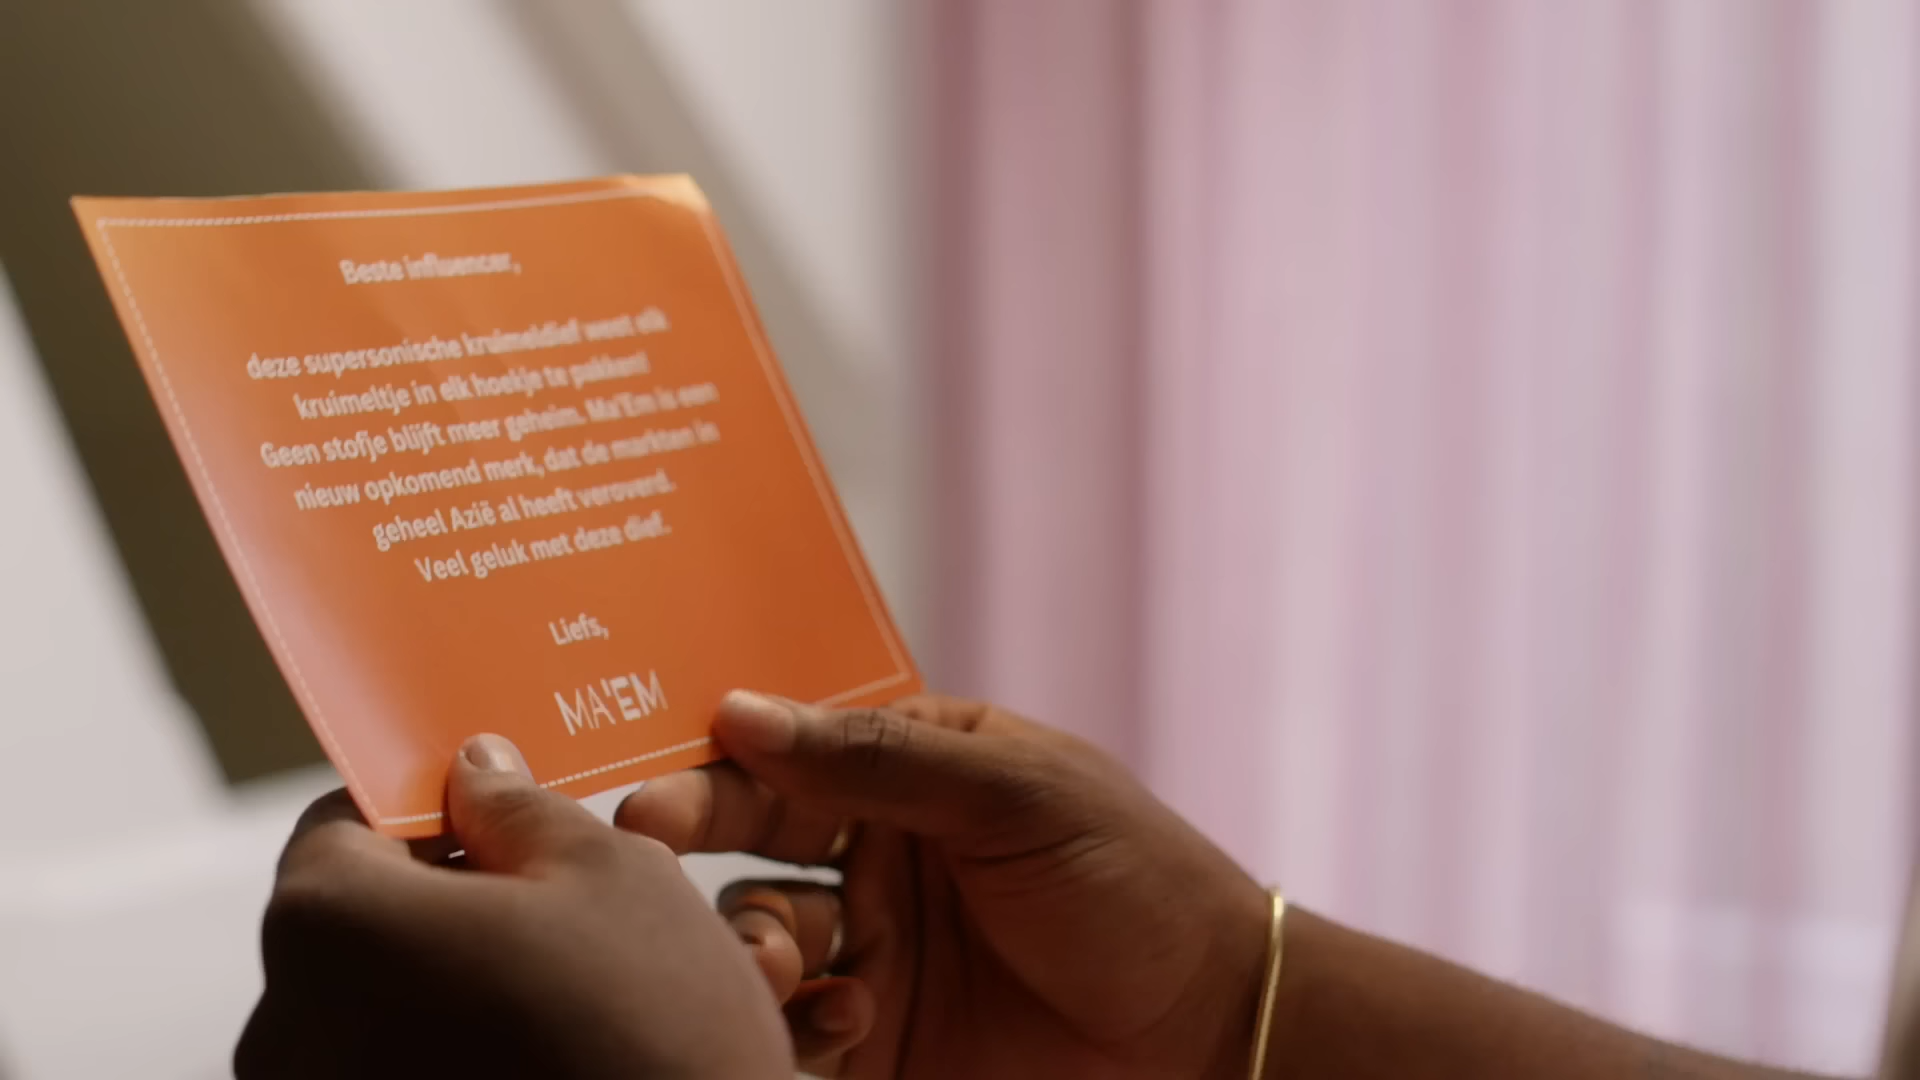 Beste influencer,
deze supersonische kruimeldief weet elk
kruimeltje in elk hoekje te pakken!
Geen stofje blijft meer geheim. Ma'Em is een
nieuw opkomend merk, dat de markten in
geheel Azië al heeft veroverd.
Veel geluk met deze dief.
Liefs,
MA'EM